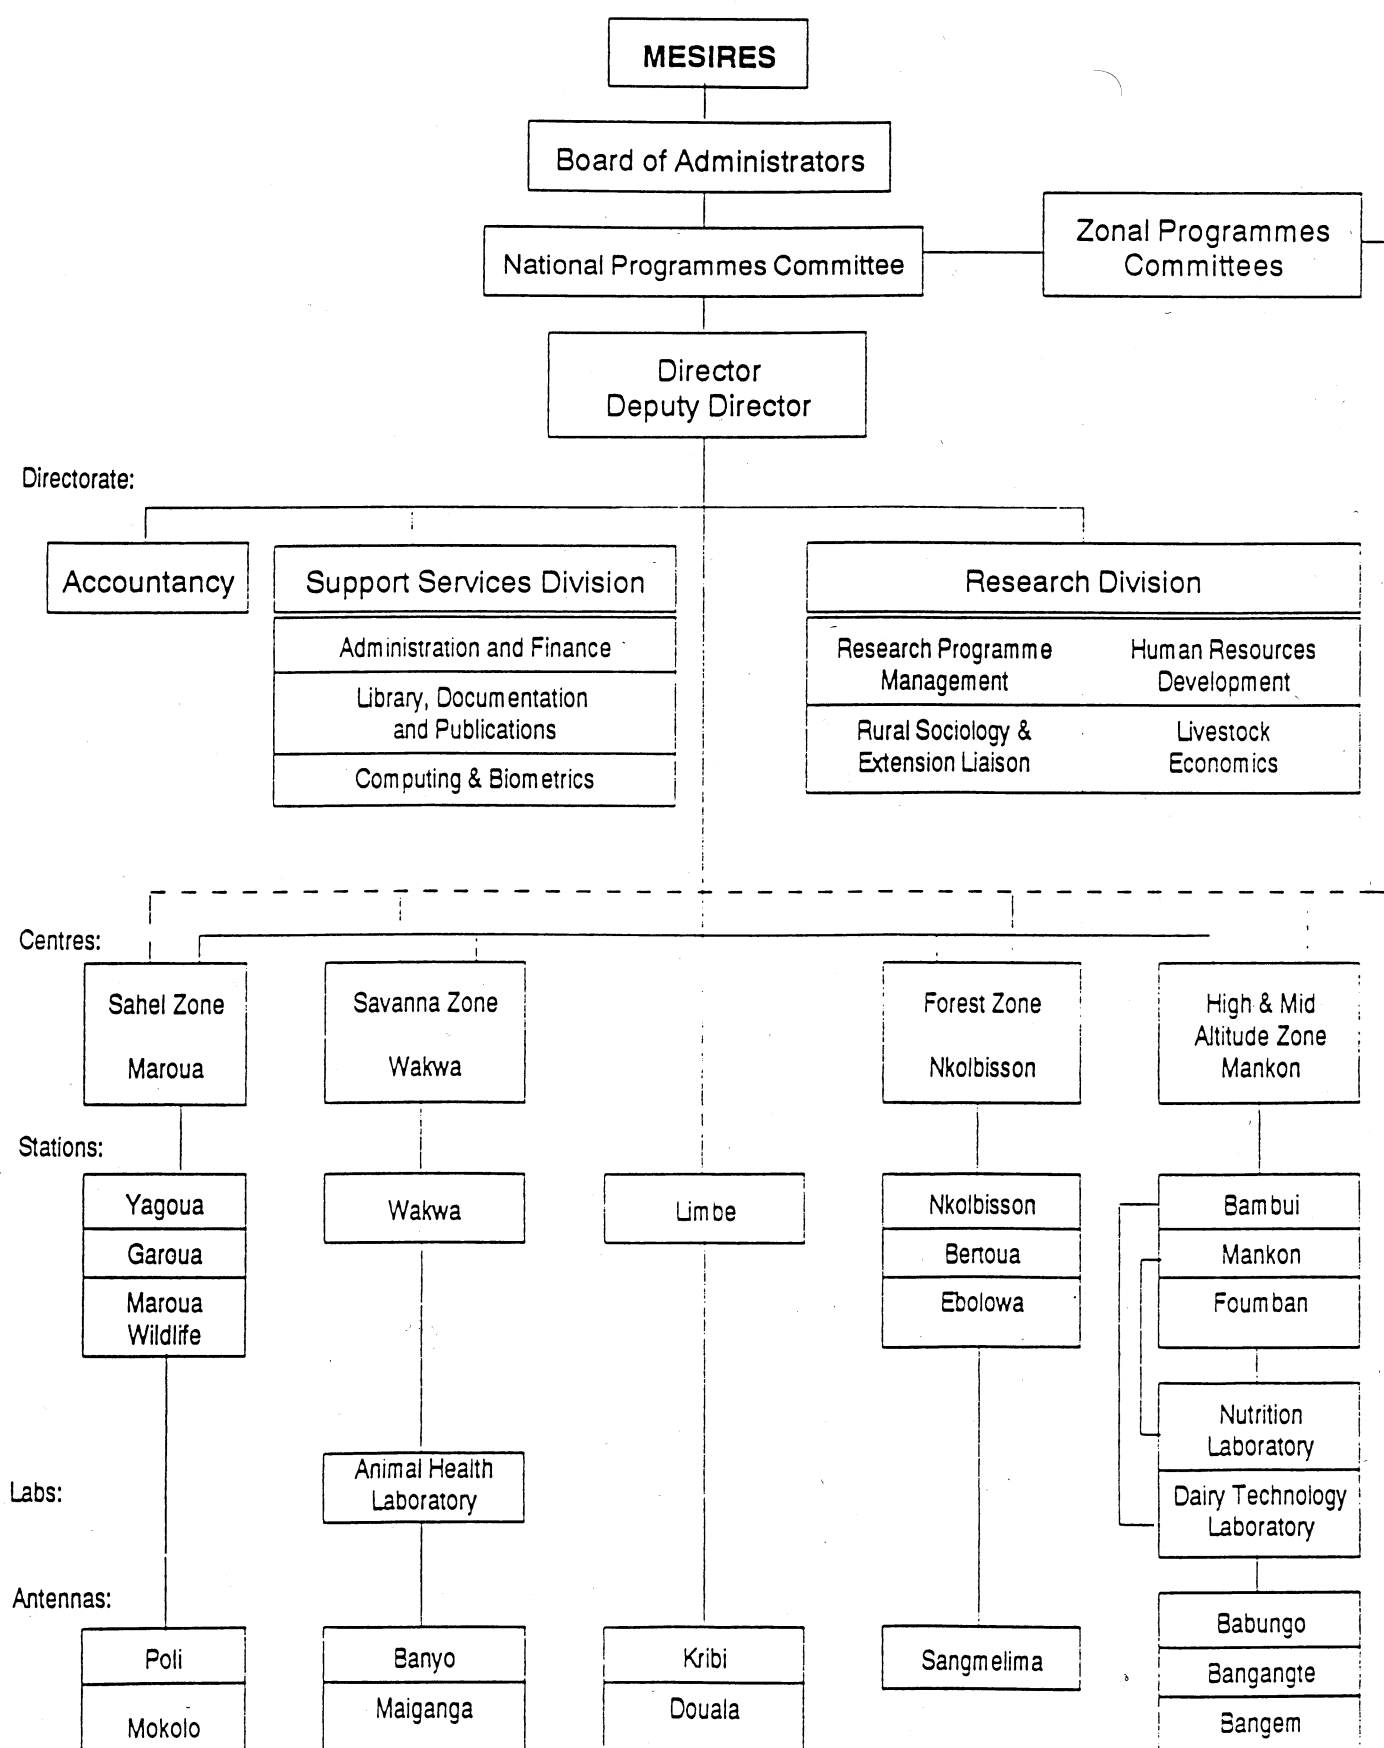 MESIRES
Board of Administrators
National Programmes Committee
Zonal Programmes
Committees
Director
Deputy Director
Directorate:
Accountancy
Support Services Division
Administration and Finance
Library, Documentation
and Publications
Computing & Biometrics
Research Division
Research Programme
Management
Human Resources
Development
Rural Sociology &
Extension Liaison
Livestock
Economics
Centres:
Sahel Zone
Maroua
Savanna Zone
Wakwa
Forest Zone
Nkolbisson
High & Mid
Altitude Zone
Mankon
Stations:
Yagoua
Garoua
Maroua
Wildlife
Wakwa
Limbe
Nkolbisson
Bertoua
Ebolowa
Bambui
Mankon
Foumban
Labs:
Animal Health
Laboratory
Nutrition
Laboratory
Dairy Technology
Laboratory
Antennas:
Poli
Mokolo
Banyo
Maiganga
Kribi
Douala
Sangmelima
Babungo
Bangangte
Bangem